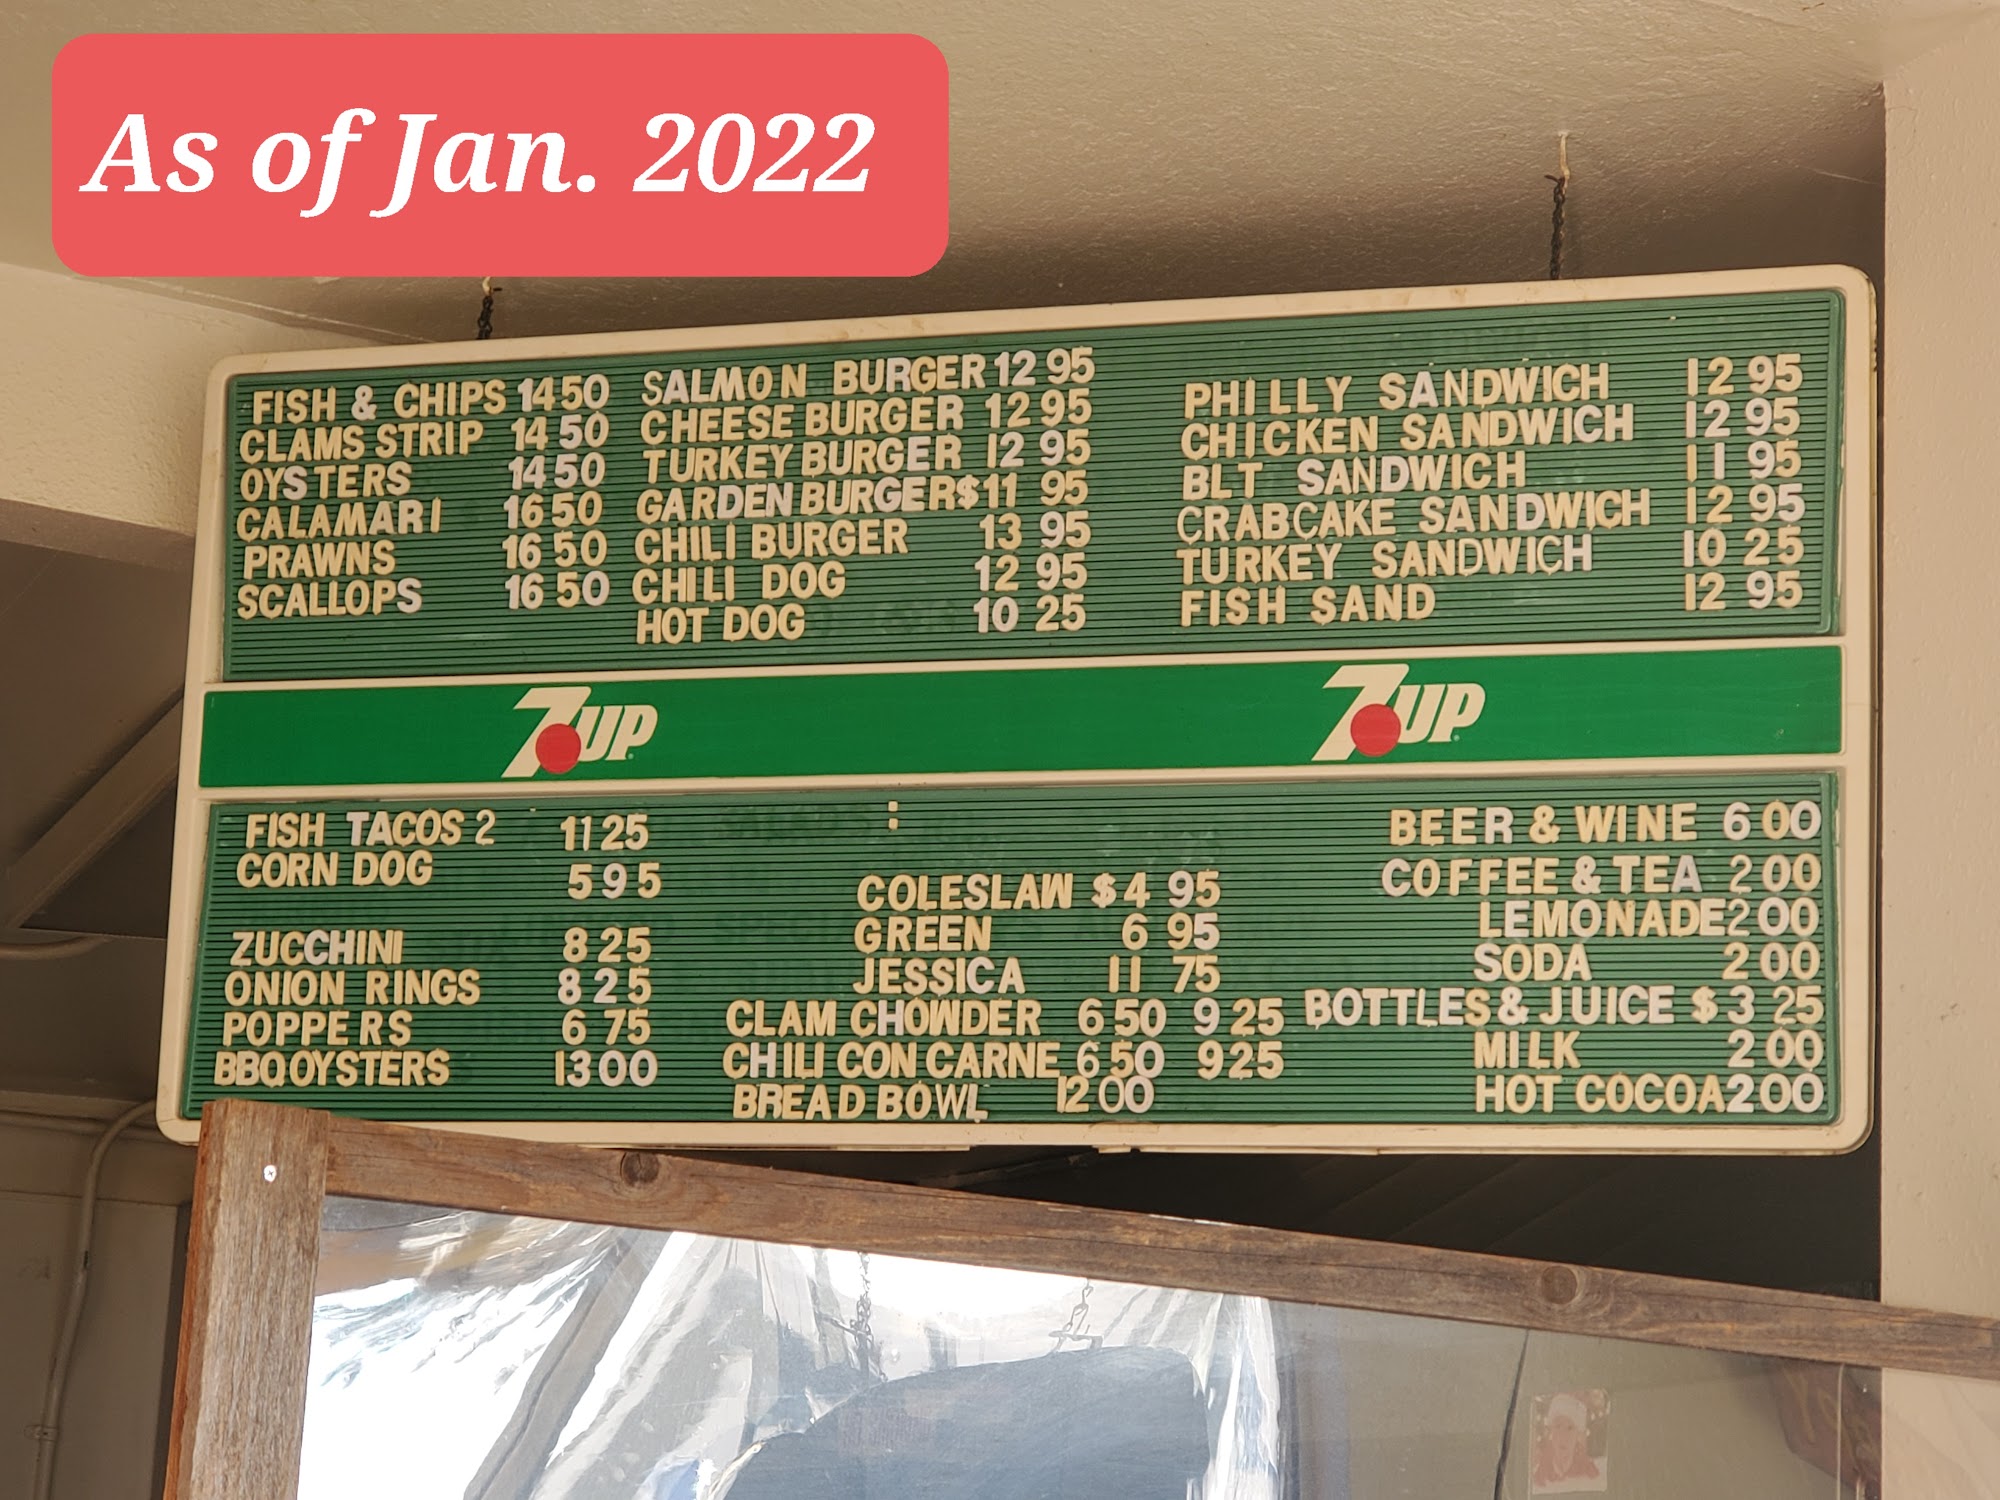 As of Jan. 2022
FISH & CHIPS 14 50
CLAMS STRIP 14 50
OYSTERS 14 50
CALAMARI 16 50
PRAWNS 16 50
SCALLOPS 16 50
SALMON BURGER 12 95
CHEESE BURGER 12 95
TURKEY BURGER 12 95
GARDEN BURGER $11 95
CHILI BURGER 13 95
CHILI DOG 12 95
HOT DOG 10 25
PHILLY SANDWICH 12 95
CHICKEN SANDWICH 12 95
BLT SANDWICH 11 95
CRABCAKE SANDWICH 12 95
TURKEY SANDWICH 10 25
FISH SAND 12 95
7UP
7UP
FISH TACOS 2 11 25
CORN DOG 5 95
ZUCCHINI 8 25
ONION RINGS 8 25
POPPERS 6 75
BBQ OYSTERS 13 00
:
COLESLAW $4 95
GREEN 6 95
JESSICA 11 75
CLAM CHOWDER 6 50 9 25
CHILI CON CARNE 6 50 9 25
BREAD BOWL 12 00
BEER & WINE 6 00
COFFEE & TEA 2 00
LEMONADE 2 00
SODA 2 00
BOTTLES & JUICE $3 25
MILK 2 00
HOT COCOA 2 00